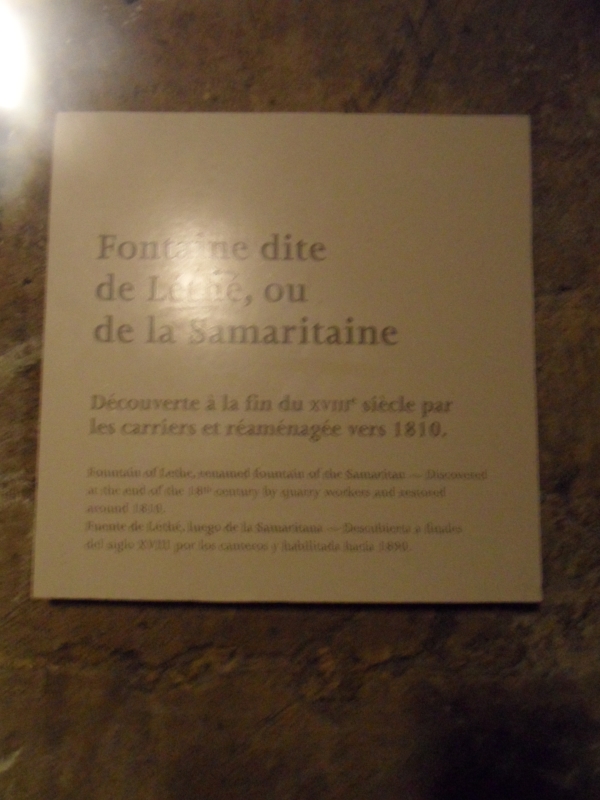 Fontaine dite
de Léthé, ou
de la Samaritaine
Découverte à la fin du XVIIIe siècle par
les carriers et réaménagée vers 1810.
Fountain of Lethe, renamed fountain of the Samaritan — Discovered
at the end of the 18th century by quarry workers and restored
around 1810.
Fuente de Léthé, luego de la Samaritana — Descubierta a finales
del siglo XVIII por los canteros y habilitada hacia